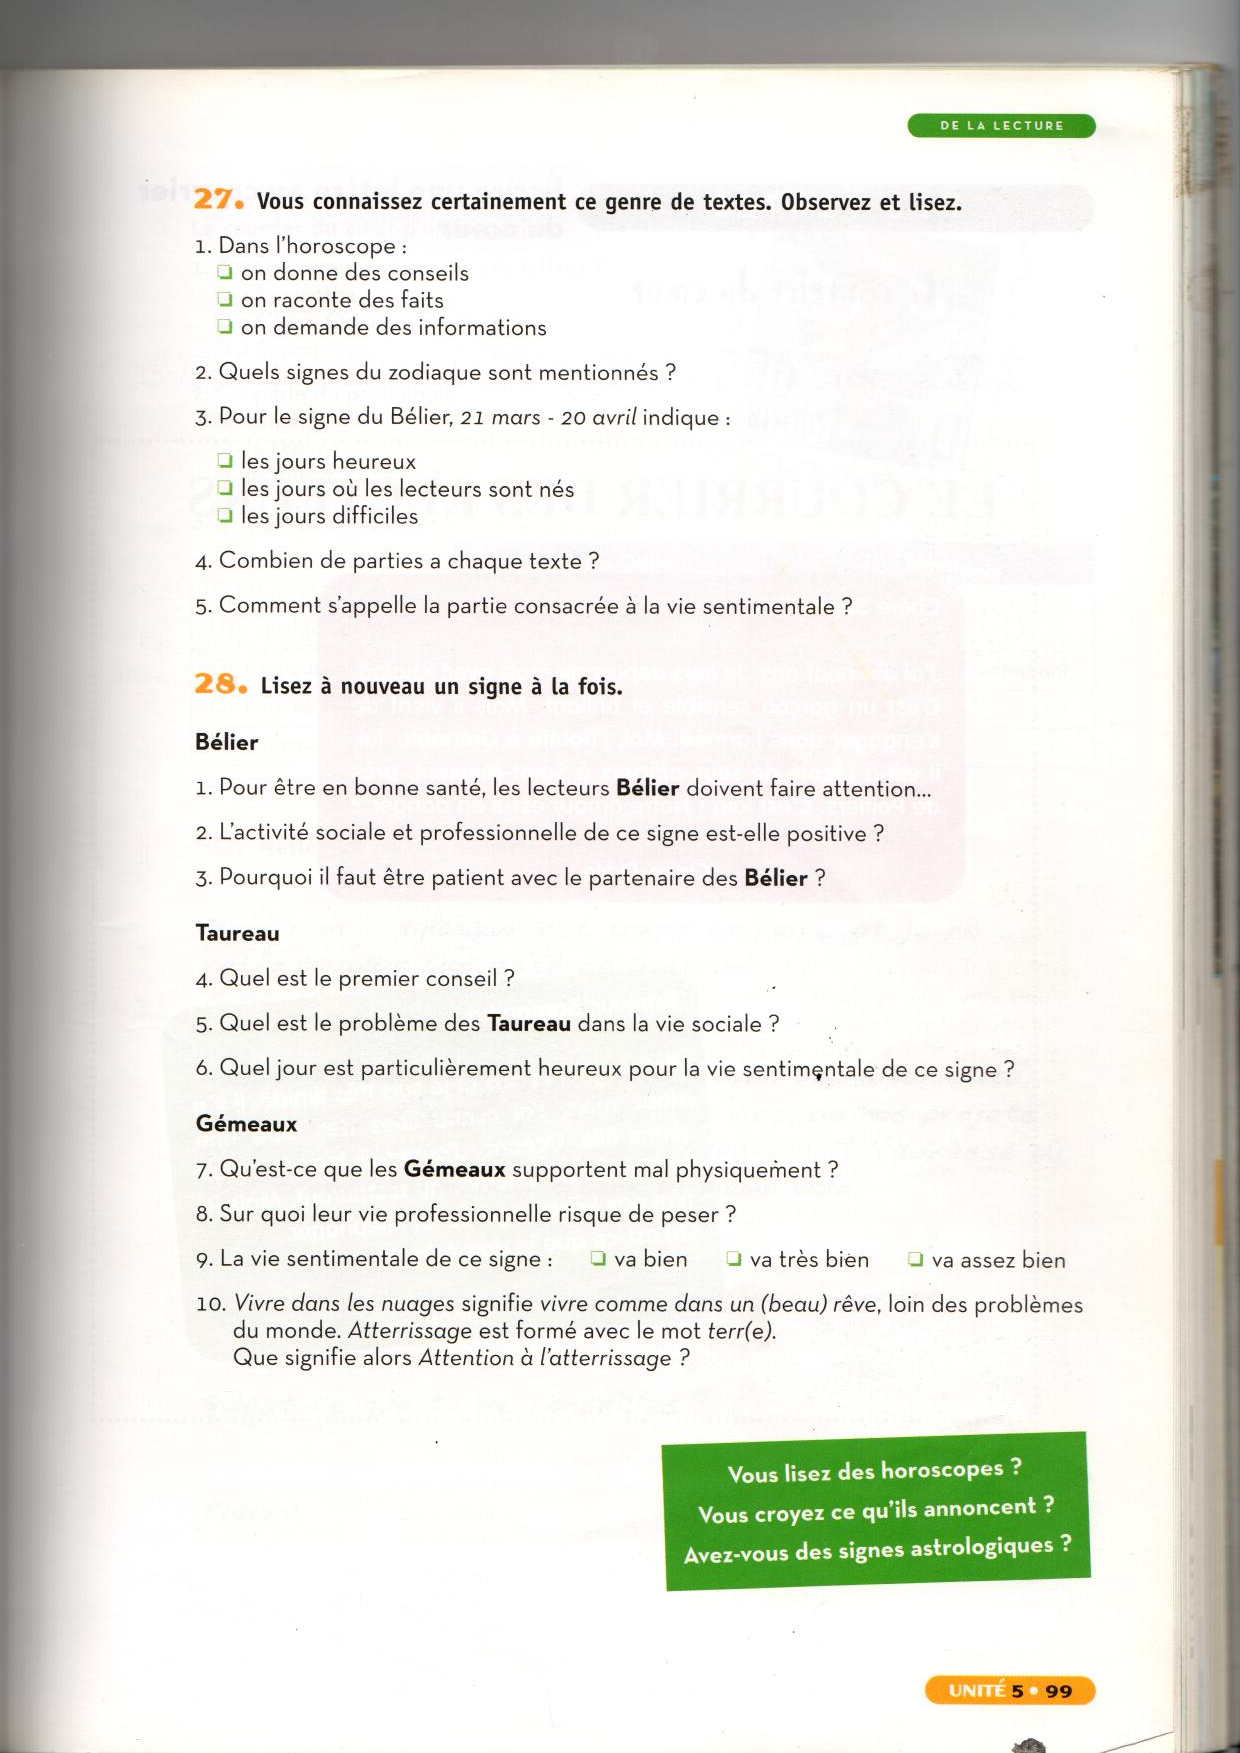 DE LA LECTURE
27. Vous connaissez certainement ce genre de textes. Observez et lisez.
1. Dans l'horoscope :
on donne des conseils
on raconte des faits
on demande des informations
2. Quels signes du zodiaque sont mentionnés ?
3. Pour le signe du Bélier, 21 mars - 20 avril indique :
les jours heureux
les jours où les lecteurs sont nés
les jours difficiles
4. Combien de parties a chaque texte ?
5. Comment s'appelle la partie consacrée à la vie sentimentale ?
28. Lisez à nouveau un signe à la fois.
Bélier
1. Pour être en bonne santé, les lecteurs Bélier doivent faire attention...
2. L'activité sociale et professionnelle de ce signe est-elle positive ?
3. Pourquoi il faut être patient avec le partenaire des Bélier ?
Taureau
4. Quel est le premier conseil ?
5. Quel est le problème des Taureau dans la vie sociale ?
6. Quel jour est particulièrement heureux pour la vie sentimentale de ce signe ?
Gémeaux
7. Qu'est-ce que les Gémeaux supportent mal physiquement ?
8. Sur quoi leur vie professionnelle risque de peser ?
9. La vie sentimentale de ce signe : va bien va très bien va assez bien
10. Vivre dans les nuages signifie vivre comme dans un (beau) rêve, loin des problèmes
du monde. Atterrissage est formé avec le mot terr(e).
Que signifie alors Attention à l'atterrissage ?
Vous lisez des horoscopes ?
Vous croyez ce qu'ils annoncent ?
Avez-vous des signes astrologiques ?
UNITÉ 5 • 99